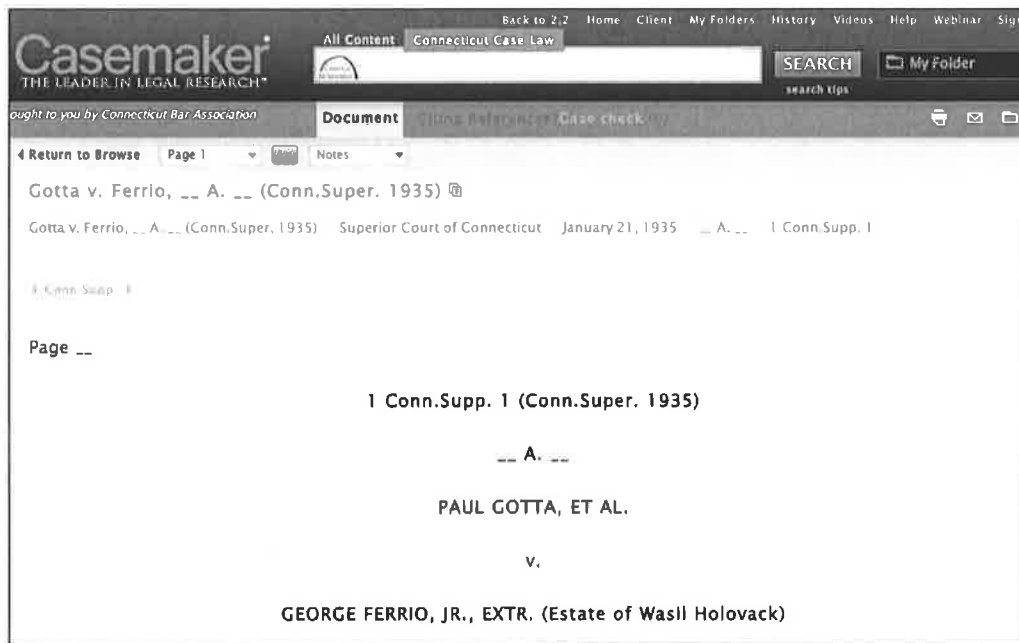 Back to 2.2 Home Client My Folders History Videos Help Webinar Sig
All Content Connecticut Case Law
Casemaker
THE LEADER IN LEGAL RESEARCH™
SEARCH
My Folder
search tips
ought to you by Connecticut Bar Association
Document Citing References Case check
Return to Browse Page 1 Notes
Gotta v. Ferrio, __ A. __ (Conn.Super. 1935)
Gotta v. Ferrio, __ A. __ (Conn.Super. 1935) Superior Court of Connecticut January 21, 1935 __ A. __ 1 Conn.Supp. 1
1 Conn.Supp. 1
Page __
1 Conn.Supp. 1 (Conn.Super. 1935)
__ A. __
PAUL GOTTA, ET AL.
v.
GEORGE FERRIO, JR., EXTR. (Estate of Wasil Holovack)